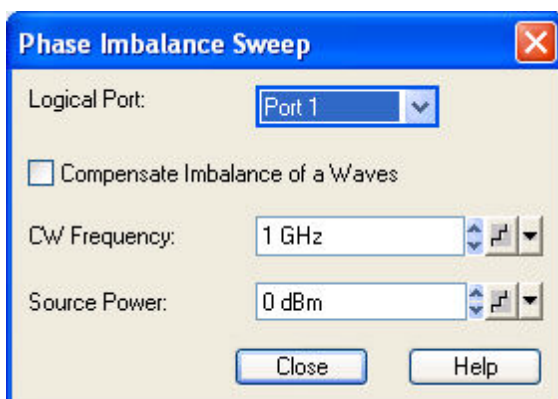 Phase Imbalance Sweep
Logical Port: Port 1
Compensate Imbalance of a Waves
CW Frequency: 1 GHz
Source Power: 0 dBm
Close Help